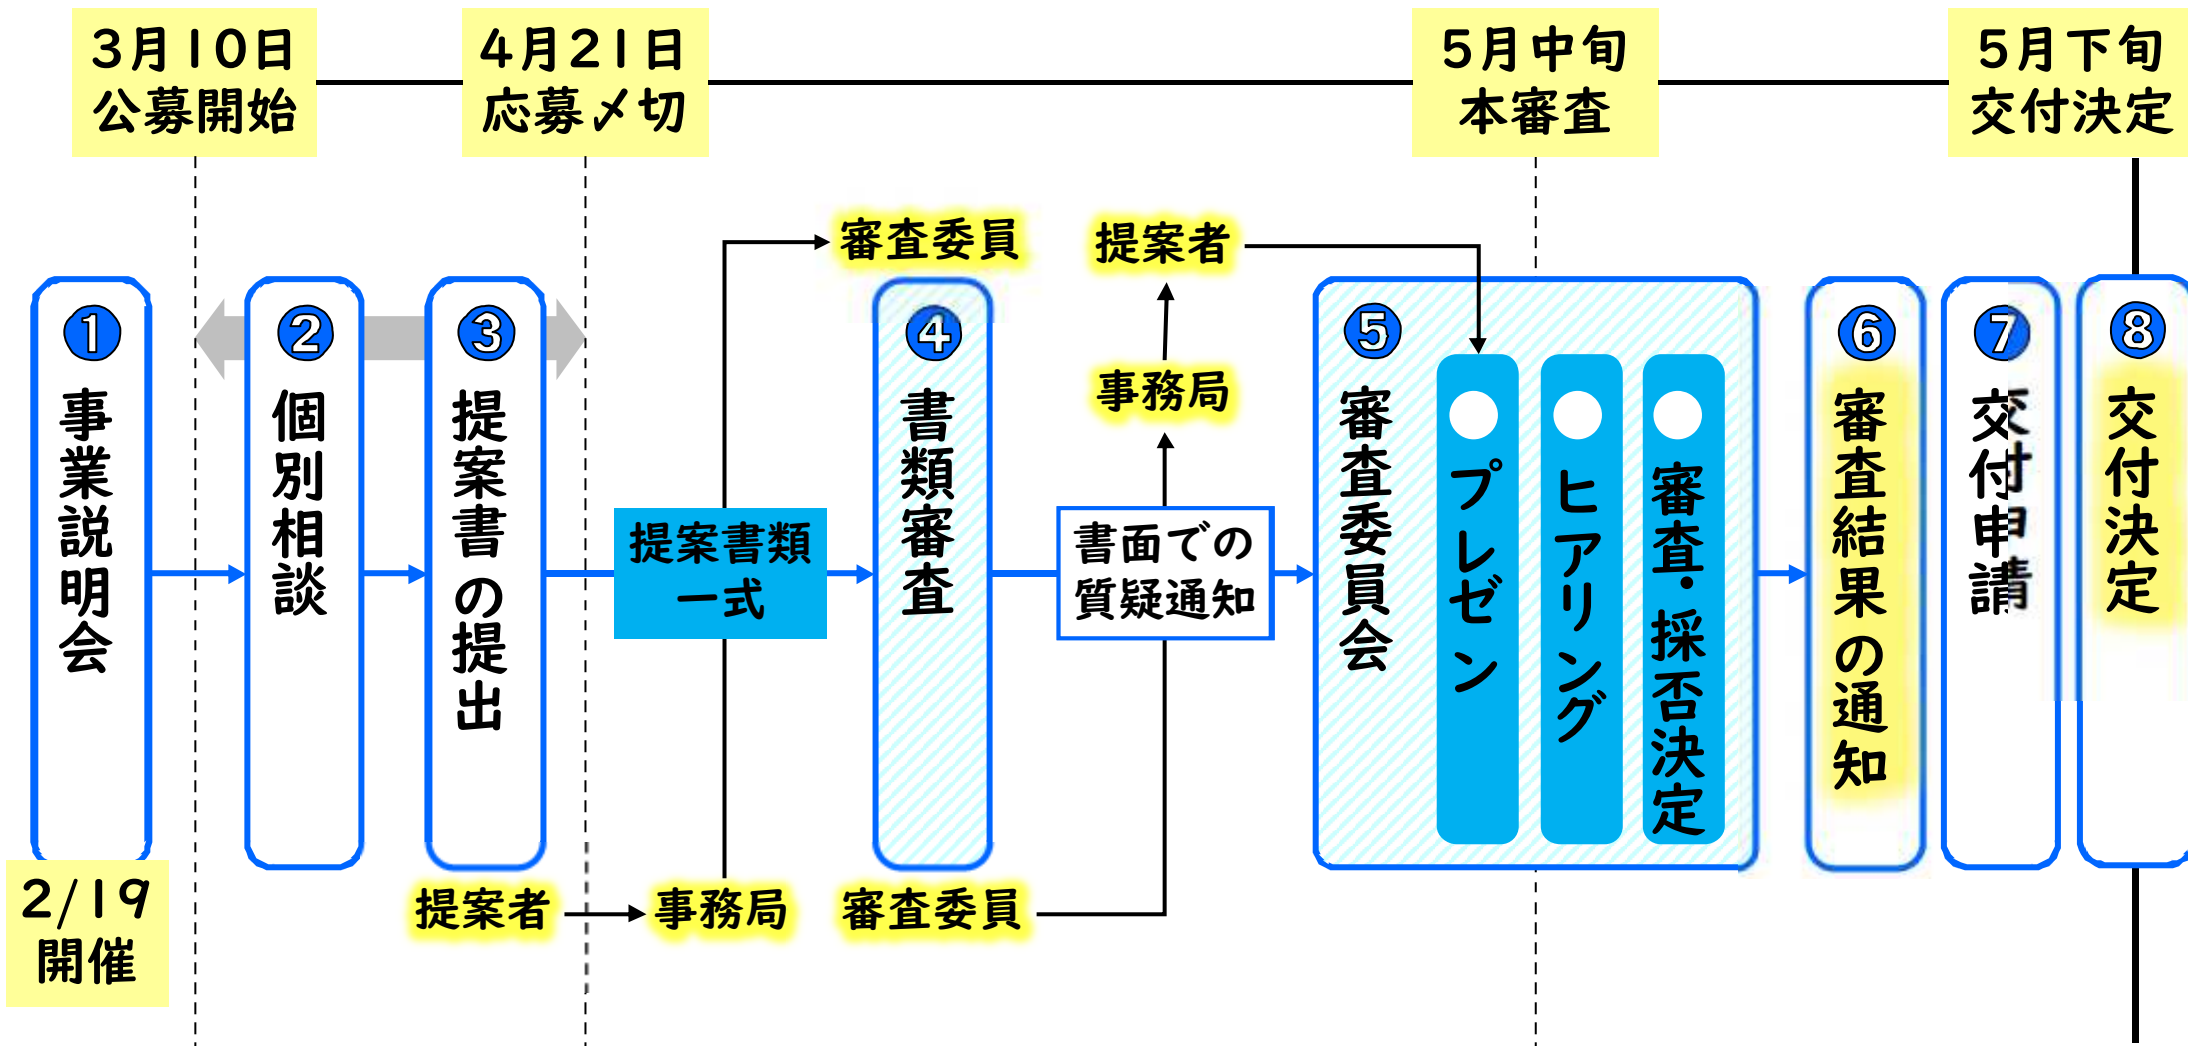 3月10日
公募開始
4月21日
応募〆切
5月中旬
本審査
5月下旬
交付決定
①
事業説明会
2/19
開催
②
個別相談
③
提案書の提出
提案者
事務局
提案書類
一式
審査委員
④
書類審査
審査委員
書面での
質疑通知
事務局
提案者
⑤
審査委員会
プレゼン
ヒアリング
審査・採否決定
⑥
審査結果の通知
⑦
交付申請
⑧
交付決定